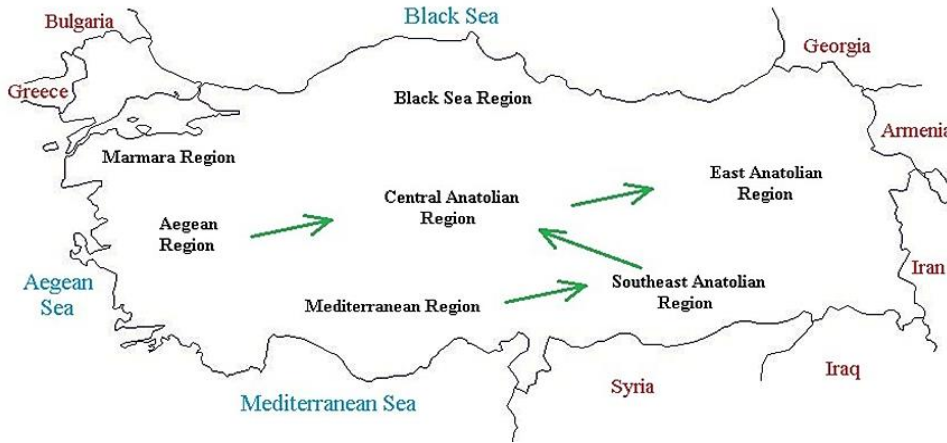 Bulgaria
Black Sea
Georgia
Greece
Black Sea Region
Armenia
Marmara Region
East Anatolian
Region
Central Anatolian
Region
Aegean
Region
Aegean
Sea
Iran
Southeast Anatolian
Region
Mediterranean Region
Syria
Iraq
Mediterranean Sea